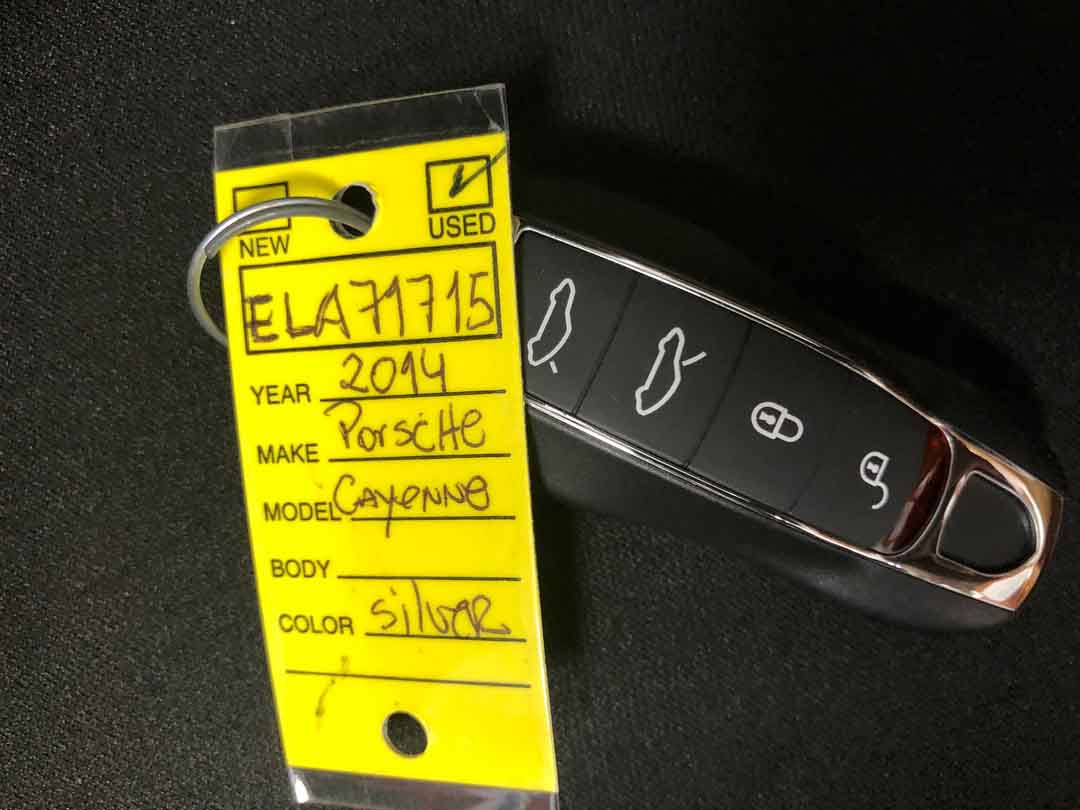 NEW USED
ELA71715
YEAR 2014
MAKE PorscHe
MODEL Cayenne
BODY
COLOR silver